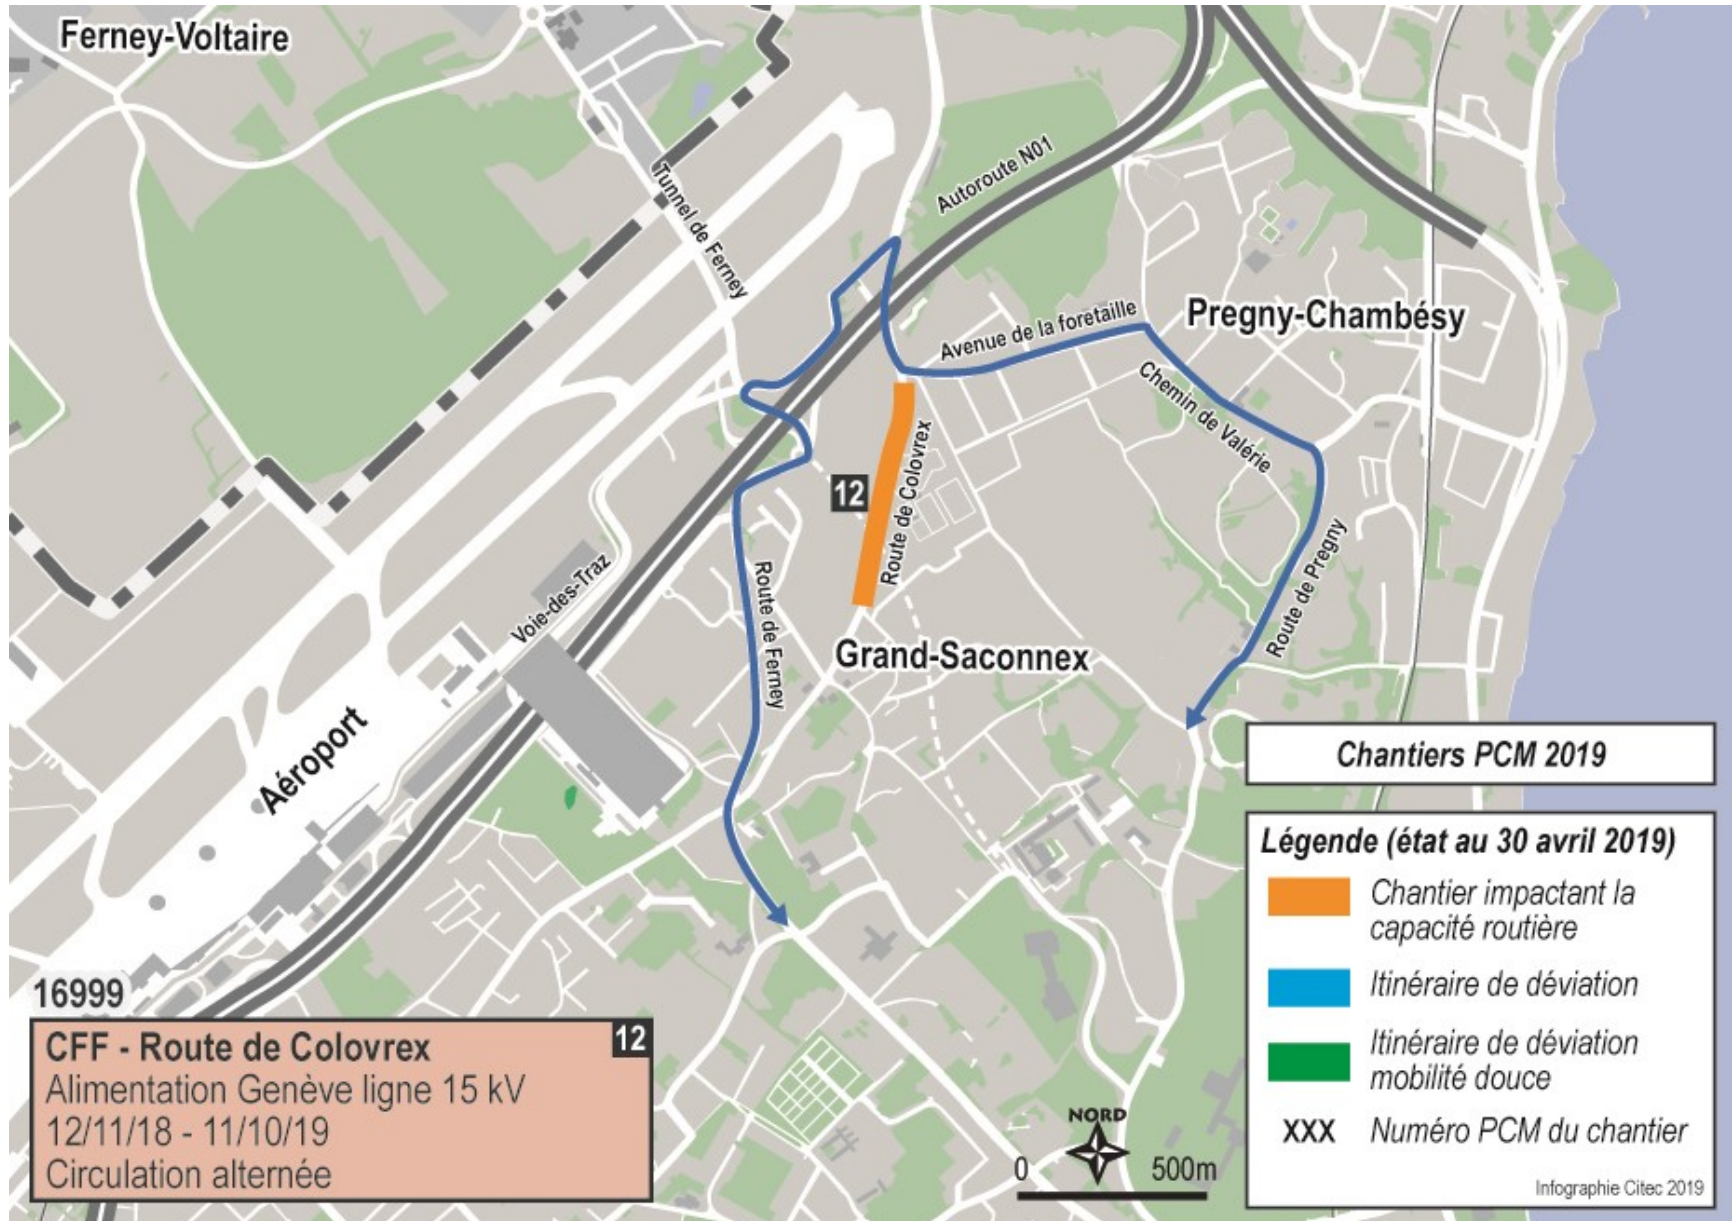 Ferney-Voltaire
Tunnel de Ferney
Autoroute N01
Pregny-Chambésy
Avenue de la foretaille
Chemin de Valérie
Route de Colovrex
12
Route de Pregny
Voie-des-Traz
Route de Ferney
Grand-Saconnex
Aéroport
Chantiers PCM 2019
Légende (état au 30 avril 2019)
Chantier impactant la
capacité routière
Itinéraire de déviation
Itinéraire de déviation
mobilité douce
XXX Numéro PCM du chantier
Infographie Citec 2019
16999
CFF - Route de Colovrex 12
Alimentation Genève ligne 15 kV
12/11/18 - 11/10/19
Circulation alternée
NORD
0 500m